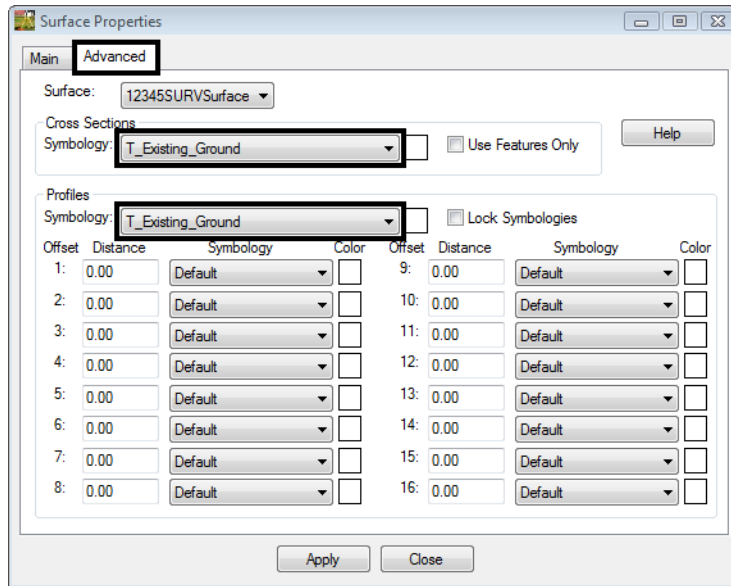 Surface Properties
Main Advanced
Surface: 12345SURVSurface
Cross Sections
Symbology: T_Existing_Ground Use Features Only Help
Profiles
Symbology: T_Existing_Ground Lock Symbologies
Offset Distance Symbology Color Offset Distance Symbology Color
1: 0.00 Default 9: 0.00 Default
2: 0.00 Default 10: 0.00 Default
3: 0.00 Default 11: 0.00 Default
4: 0.00 Default 12: 0.00 Default
5: 0.00 Default 13: 0.00 Default
6: 0.00 Default 14: 0.00 Default
7: 0.00 Default 15: 0.00 Default
8: 0.00 Default 16: 0.00 Default
Apply Close